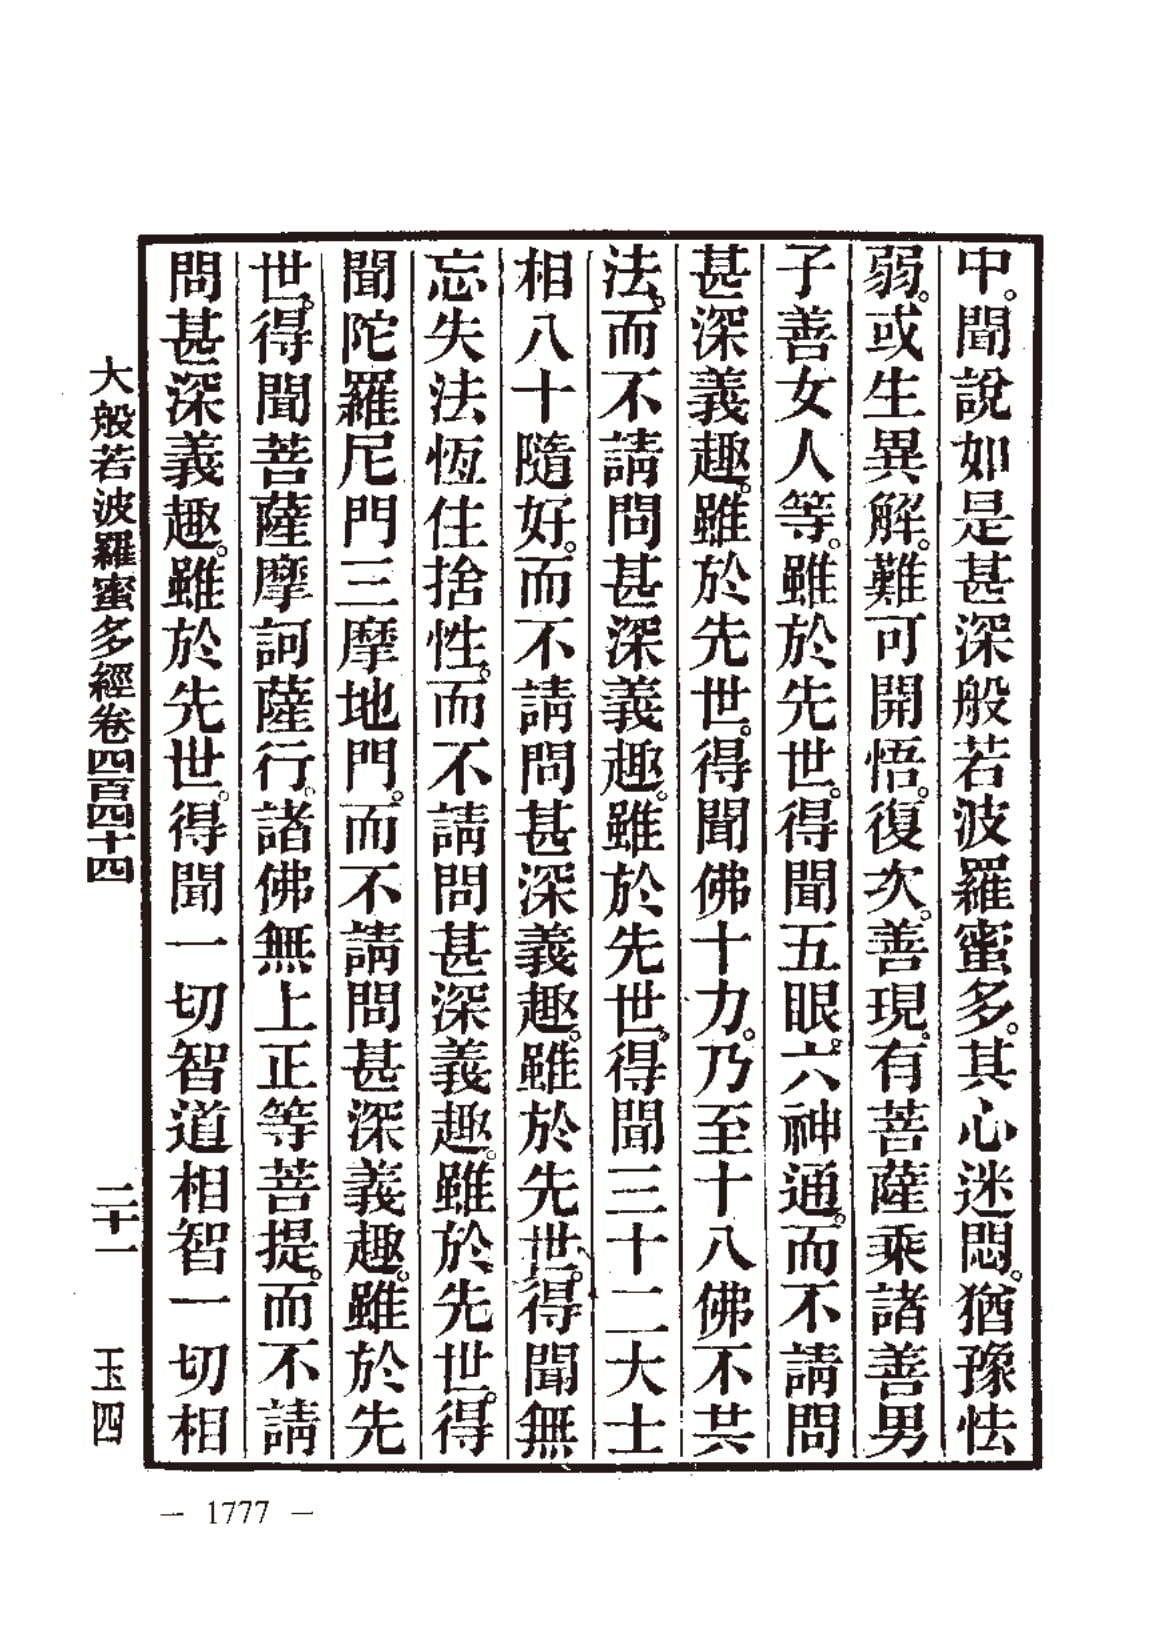 中。聞說如是甚深般若波羅蜜多。其心迷悶。猶豫怯
弱。或生異解。難可開悟。復次。善現。有菩薩乘諸善男
子善女人等。雖於先世。得聞五眼。六神通。而不請問
甚深義趣。雖於先世。得聞佛十力。乃至十八佛不共
法。而不請問甚深義趣。雖於先世。得聞三十二大士
相八十隨好。而不請問甚深義趣。雖於先世。得聞無
忘失法恆住捨性。而不請問甚深義趣。雖於先世。得
聞陀羅尼門三摩地門。而不請問甚深義趣。雖於先
世。得聞菩薩摩訶薩行。諸佛無上正等菩提。而不請
問甚深義趣。雖於先世。得聞一切智道相智一切相
大般若波羅蜜多經卷四百四十四 二十一 玉四
— 1777 —